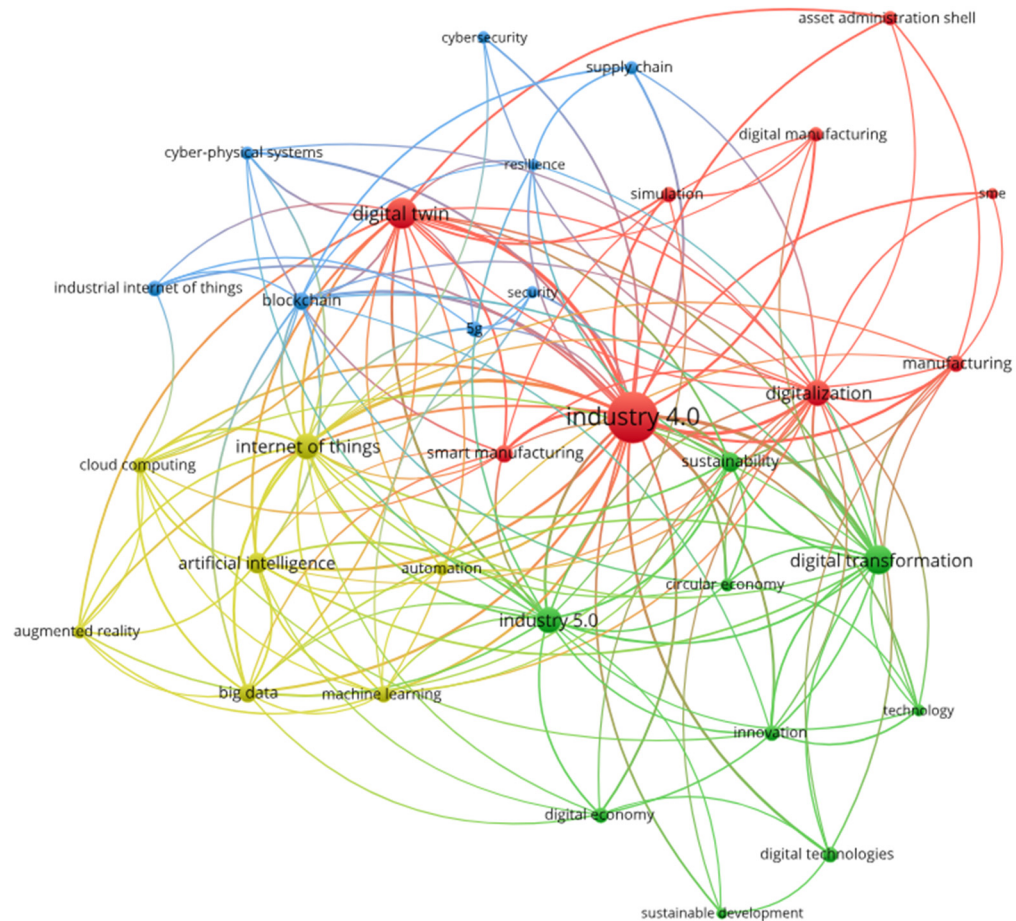 asset administration shell
cybersecurity
supply chain
digital manufacturing
cyber-physical systems
resilience
simulation
sme
digital twin
industrial internet of things
blockchain
security
5g
manufacturing
digitalization
industry 4.0
internet of things
smart manufacturing
sustainability
cloud computing
artificial intelligence
automation
digital transformation
circular economy
industry 5.0
augmented reality
big data
machine learning
technology
innovation
digital economy
digital technologies
sustainable development